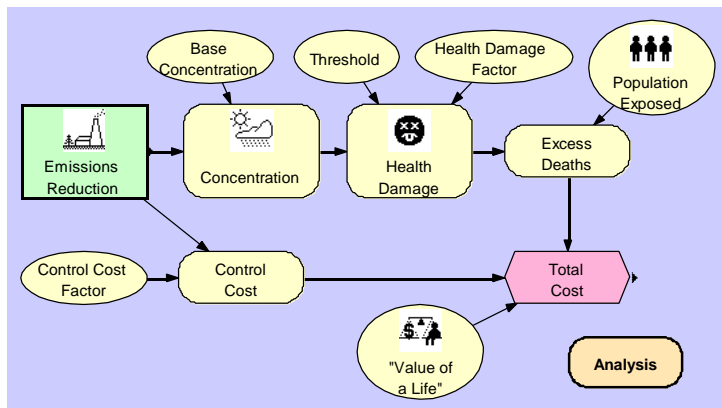 Base
Concentration
Threshold
Health Damage
Factor
Population
Exposed
Emissions
Reduction
Concentration
Health
Damage
Excess
Deaths
Control Cost
Factor
Control
Cost
Total
Cost
$
"Value of
a Life"
Analysis